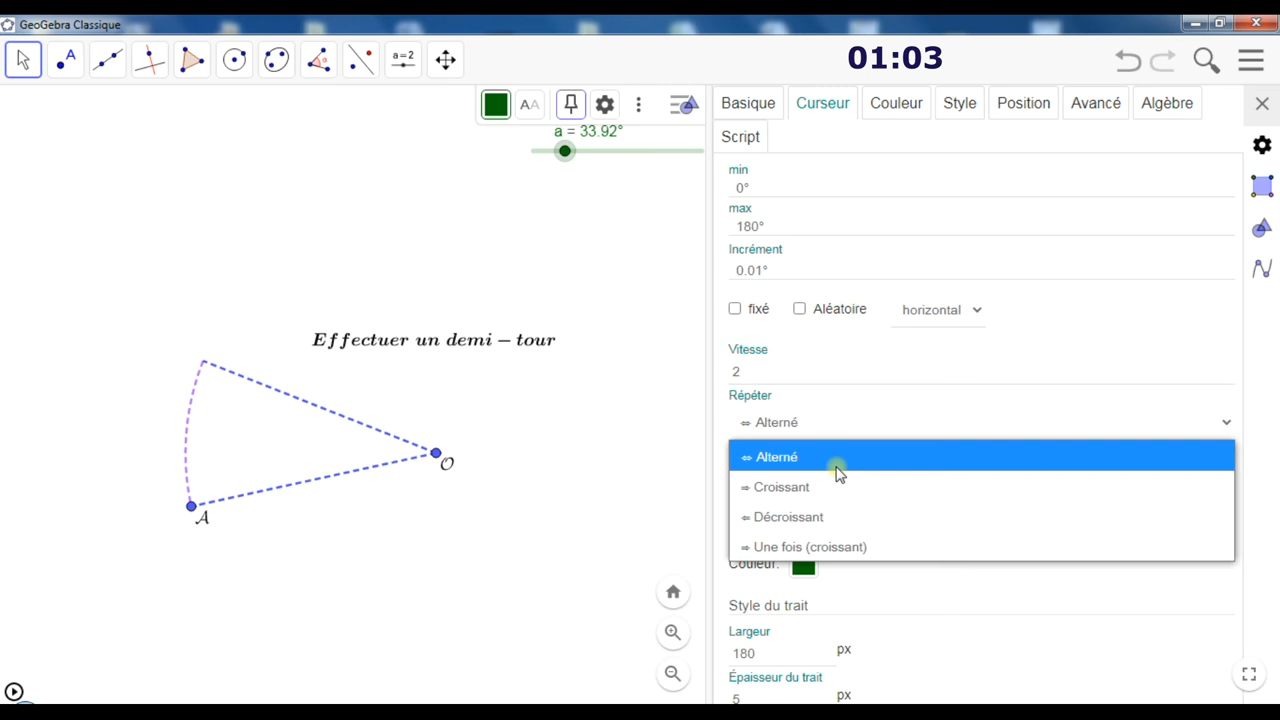 GeoGebra Classique
A
a=2
01:03
AA
a = 33.92°
Effectuer un demi − tour
O
A
Basique
Curseur
Couleur
Style
Position
Avancé
Algèbre
Script
min
0°
max
180°
Incrément
0.01°
fixé
Aléatoire
horizontal
Vitesse
2
Répéter
⇔ Alterné
⇔ Alterné
⇒ Croissant
⇐ Décroissant
⇒ Une fois (croissant)
Couleur:
Style du trait
Largeur
180 px
Épaisseur du trait
5 px